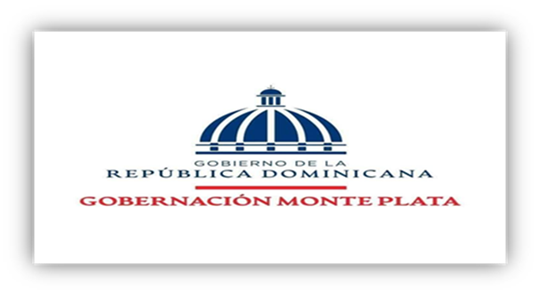 GOBIERNO DE LA
REPÚBLICA DOMINICANA
GOBERNACIÓN MONTE PLATA